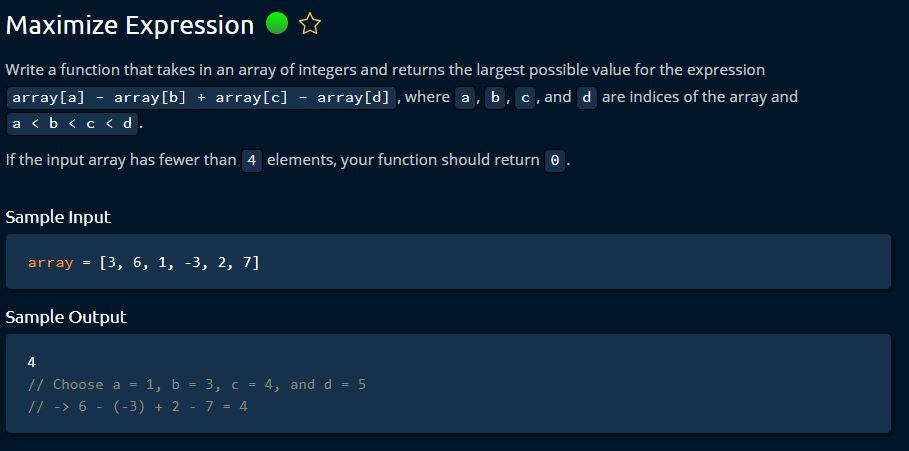 Maximize Expression
Write a function that takes in an array of integers and returns the largest possible value for the expression
array[a] - array[b] + array[c] - array[d] , where a , b , c , and d are indices of the array and
a < b < c < d .
If the input array has fewer than 4 elements, your function should return 0 .
Sample Input
array = [3, 6, 1, -3, 2, 7]
Sample Output
4
// Choose a = 1, b = 3, c = 4, and d = 5
// -> 6 - (-3) + 2 - 7 = 4